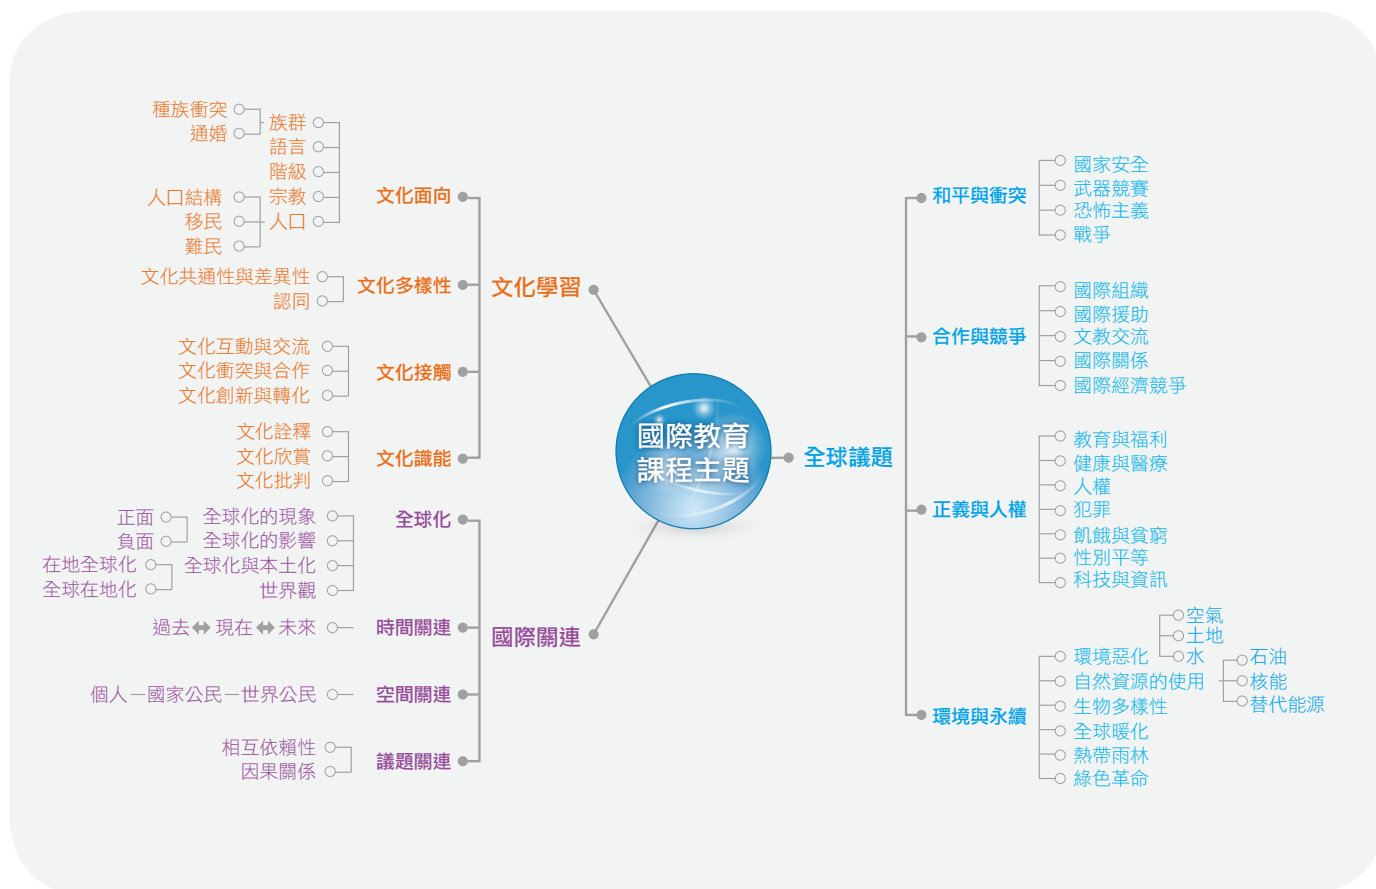 國際教育
課程主題
文化學習
文化面向
族群
種族衝突
通婚
語言
階級
宗教
人口
人口結構
移民
難民
文化多樣性
文化共通性與差異性
認同
文化接觸
文化互動與交流
文化衝突與合作
文化創新與轉化
文化識能
文化詮釋
文化欣賞
文化批判
國際關連
全球化
全球化的現象
全球化的影響
正面
負面
全球化與本土化
在地全球化
全球在地化
世界觀
時間關連
過去 ⬌ 現在 ⬌ 未來
空間關連
個人－國家公民－世界公民
議題關連
相互依賴性
因果關係
全球議題
和平與衝突
國家安全
武器競賽
恐怖主義
戰爭
合作與競爭
國際組織
國際援助
文教交流
國際關係
國際經濟競爭
正義與人權
教育與福利
健康與醫療
人權
犯罪
飢餓與貧窮
性別平等
科技與資訊
環境與永續
環境惡化
空氣
土地
水
自然資源的使用
石油
核能
替代能源
生物多樣性
全球暖化
熱帶雨林
綠色革命